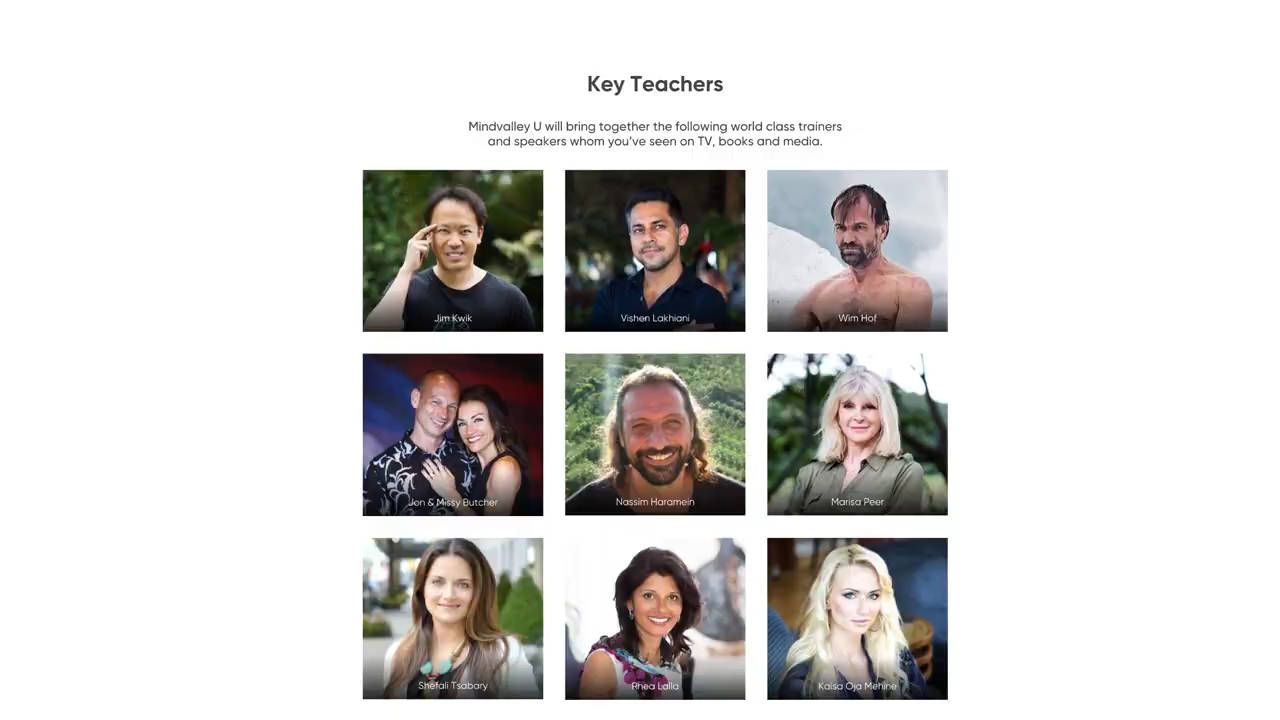 Key Teachers
Mindvalley U will bring together the following world class trainers
and speakers whom you've seen on TV, books and media.
Jim Kwik
Vishen Lakhiani
Wim Hof
Jon & Missy Butcher
Nassim Haramein
Marisa Peer
Shefali Tsabary
Rhea Lalla
Kaisa Oja Mehine